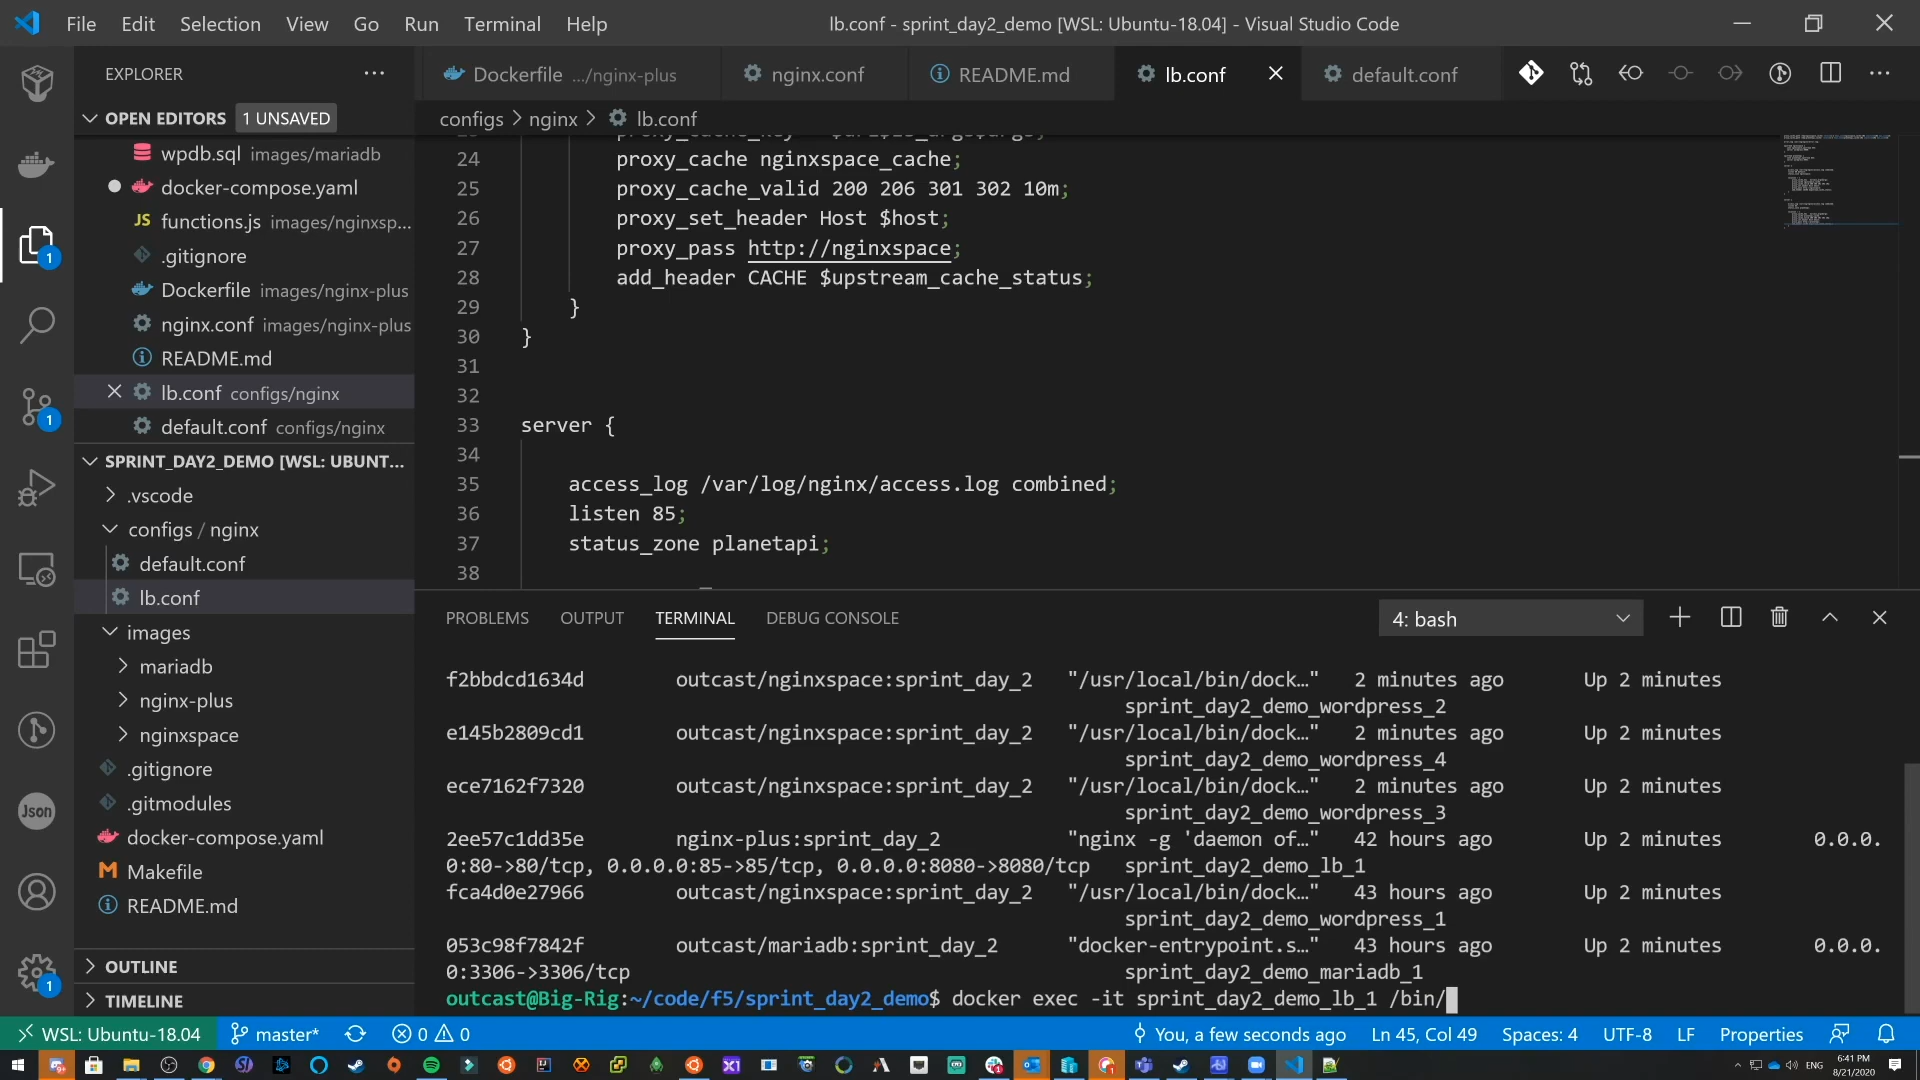 File Edit Selection View Go Run Terminal Help
lb.conf - sprint_day2_demo [WSL: Ubuntu-18.04] - Visual Studio Code
EXPLORER
Dockerfile .../nginx-plus
nginx.conf
README.md
lb.conf
default.conf
OPEN EDITORS 1 UNSAVED
configs > nginx > lb.conf
wpdb.sql images/mariadb
docker-compose.yaml
JS functions.js images/nginxsp...
.gitignore
Dockerfile images/nginx-plus
nginx.conf images/nginx-plus
README.md
lb.conf configs/nginx
default.conf configs/nginx
SPRINT_DAY2_DEMO [WSL: UBUNT...
.vscode
configs / nginx
default.conf
lb.conf
images
mariadb
nginx-plus
nginxspace
.gitignore
.gitmodules
docker-compose.yaml
M Makefile
README.md
OUTLINE
TIMELINE
1
1
Json
1
24 proxy_cache nginxspace_cache;
25 proxy_cache_valid 200 206 301 302 10m;
26 proxy_set_header Host $host;
27 proxy_pass http://nginxspace;
28 add_header CACHE $upstream_cache_status;
29 }
30 }
31
32
33 server {
34
35 access_log /var/log/nginx/access.log combined;
36 listen 85;
37 status_zone planetapi;
38
PROBLEMS OUTPUT TERMINAL DEBUG CONSOLE
4: bash
f2bbdcd1634d outcast/nginxspace:sprint_day_2 "/usr/local/bin/dock…" 2 minutes ago Up 2 minutes
sprint_day2_demo_wordpress_2
e145b2809cd1 outcast/nginxspace:sprint_day_2 "/usr/local/bin/dock…" 2 minutes ago Up 2 minutes
sprint_day2_demo_wordpress_4
ece7162f7320 outcast/nginxspace:sprint_day_2 "/usr/local/bin/dock…" 2 minutes ago Up 2 minutes
sprint_day2_demo_wordpress_3
2ee57c1dd35e nginx-plus:sprint_day_2 "nginx -g 'daemon of…" 42 hours ago Up 2 minutes 0.0.0.
0:80->80/tcp, 0.0.0.0:85->85/tcp, 0.0.0.0:8080->8080/tcp sprint_day2_demo_lb_1
fca4d0e27966 outcast/nginxspace:sprint_day_2 "/usr/local/bin/dock…" 43 hours ago Up 2 minutes
sprint_day2_demo_wordpress_1
053c98f7842f outcast/mariadb:sprint_day_2 "docker-entrypoint.s…" 43 hours ago Up 2 minutes 0.0.0.
0:3306->3306/tcp sprint_day2_demo_mariadb_1
outcast@Big-Rig:~/code/f5/sprint_day2_demo$ docker exec -it sprint_day2_demo_lb_1 /bin/
WSL: Ubuntu-18.04 master* 0 0 You, a few seconds ago Ln 45, Col 49 Spaces: 4 UTF-8 LF Properties
ENG
6:41 PM
8/21/2020